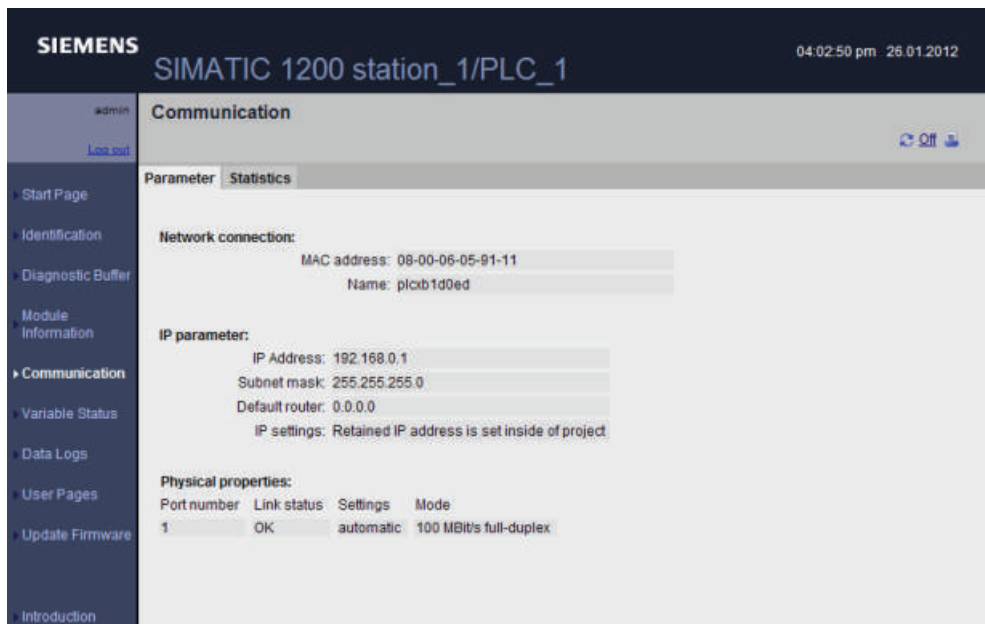 SIEMENS
SIMATIC 1200 station_1/PLC_1
04:02:50 pm 26.01.2012
admin
Log out
Communication
Off
Parameter Statistics
Start Page
Identification
Diagnostic Buffer
Module
Information
Communication
Variable Status
Data Logs
User Pages
Update Firmware
Introduction
Network connection:
MAC address: 08-00-06-05-91-11
Name: plcxb1d0ed
IP parameter:
IP Address: 192.168.0.1
Subnet mask: 255.255.255.0
Default router: 0.0.0.0
IP settings: Retained IP address is set inside of project
Physical properties:
Port number Link status Settings Mode
1 OK automatic 100 MBit/s full-duplex